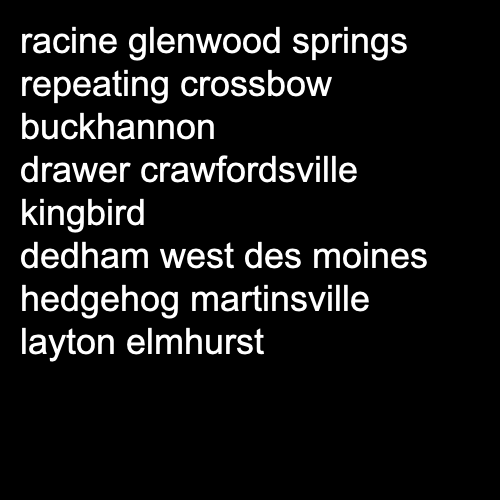 racine glenwood springs
repeating crossbow
buckhannon
drawer crawfordsville
kingbird
dedham west des moines
hedgehog martinsville
layton elmhurst